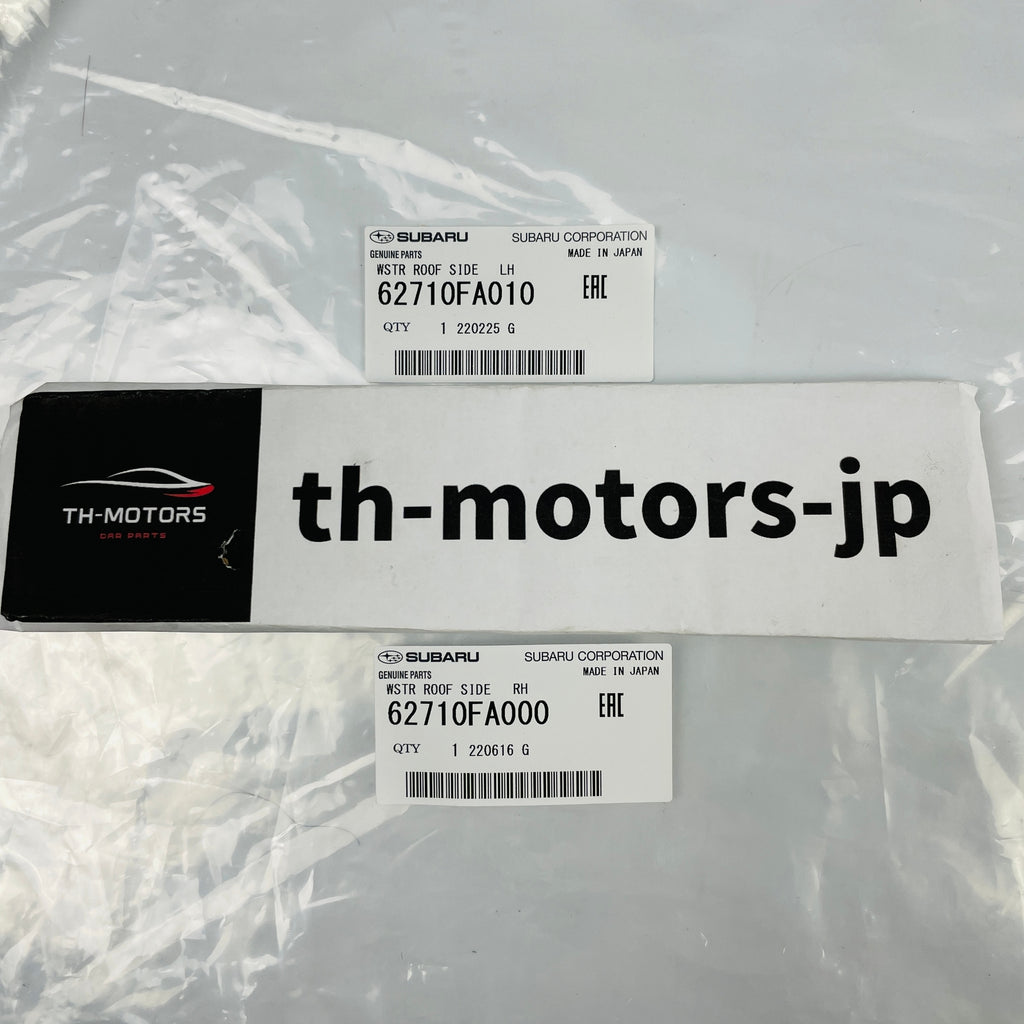 SUBARU SUBARU CORPORATION
GENUINE PARTS MADE IN JAPAN
WSTR ROOF SIDE LH
62710FA010 EAC
QTY 1 220225 G
TH-MOTORS
CAR PARTS
th-motors-jp
SUBARU SUBARU CORPORATION
GENUINE PARTS MADE IN JAPAN
WSTR ROOF SIDE RH
62710FA000 EAC
QTY 1 220616 G